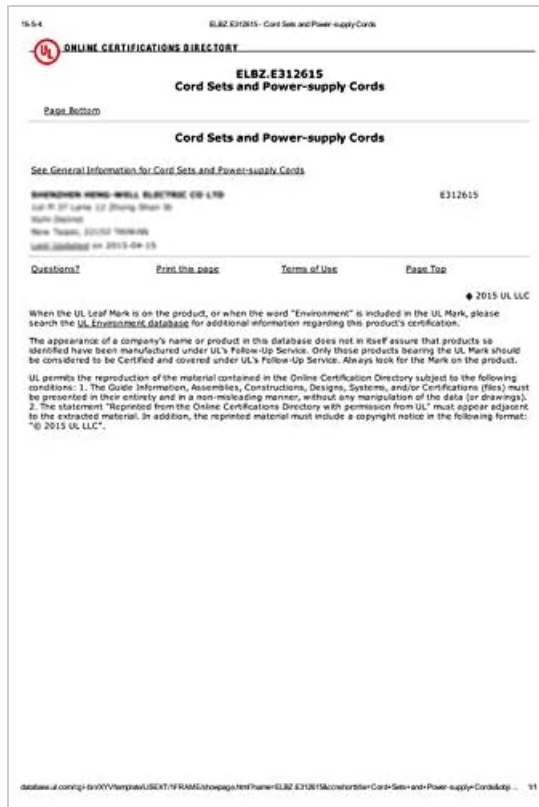 15-5-4 ELBZ.E312615 - Cord Sets and Power-supply Cords
UL ONLINE CERTIFICATIONS DIRECTORY
ELBZ.E312615
Cord Sets and Power-supply Cords
Page Bottom
Cord Sets and Power-supply Cords
See General Information for Cord Sets and Power-supply Cords
E312615
on 2015-04-15
Questions? Print this page Terms of Use Page Top
� 2015 UL LLC
When the UL Leaf Mark is on the product, or when the word "Environment" is included in the UL Mark, please
search the UL Environment database for additional information regarding this product's certification.
The appearance of a company's name or product in this database does not in itself assure that products so
identified have been manufactured under UL's Follow-Up Service. Only those products bearing the UL Mark should
be considered to be Certified and covered under UL's Follow-Up Service. Always look for the Mark on the product.
UL permits the reproduction of the material contained in the Online Certification Directory subject to the following
conditions: 1. The Guide Information, Assemblies, Constructions, Designs, Systems, and/or Certifications (files) must
be presented in their entirety and in a non-misleading manner, without any manipulation of the data (or drawings).
2. The statement "Reprinted from the Online Certifications Directory with permission from UL" must appear adjacent
to the extracted material. In addition, the reprinted material must include a copyright notice in the following format:
"© 2015 UL LLC".
1/1